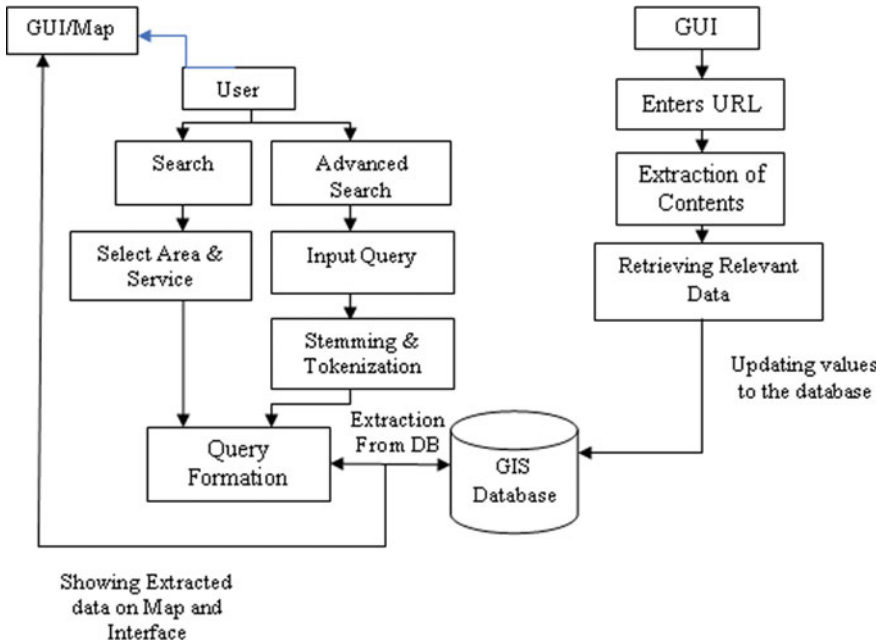 GUI/Map
User
Search
Advanced
Search
Select Area &
Service
Input Query
Stemming &
Tokenization
Query
Formation
Extraction
From DB
GIS
Database
Showing Extracted
data on Map and
Interface
GUI
Enters URL
Extraction of
Contents
Retrieving Relevant
Data
Updating values
to the database